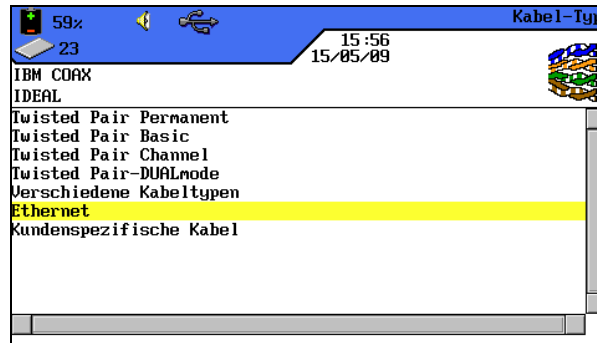 59% Kabel-Typ
23 15:56
15/05/09
IBM COAX
IDEAL
Twisted Pair Permanent
Twisted Pair Basic
Twisted Pair Channel
Twisted Pair-DUALmode
Verschiedene Kabeltypen
Ethernet
Kundenspezifische Kabel